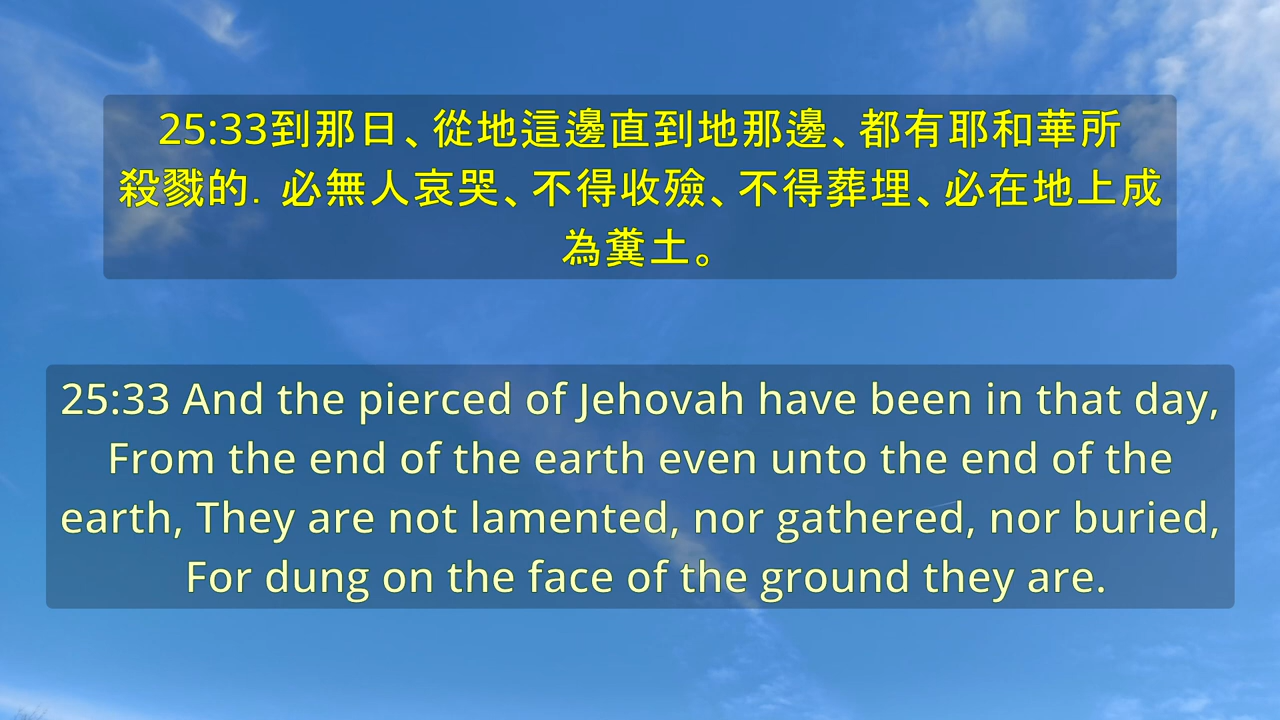 25:33到那日、從地這邊直到地那邊、都有耶和華所
殺戮的．必無人哀哭、不得收殮、不得葬埋、必在地上成
為糞土。
25:33 And the pierced of Jehovah have been in that day,
From the end of the earth even unto the end of the
earth, They are not lamented, nor gathered, nor buried,
For dung on the face of the ground they are.